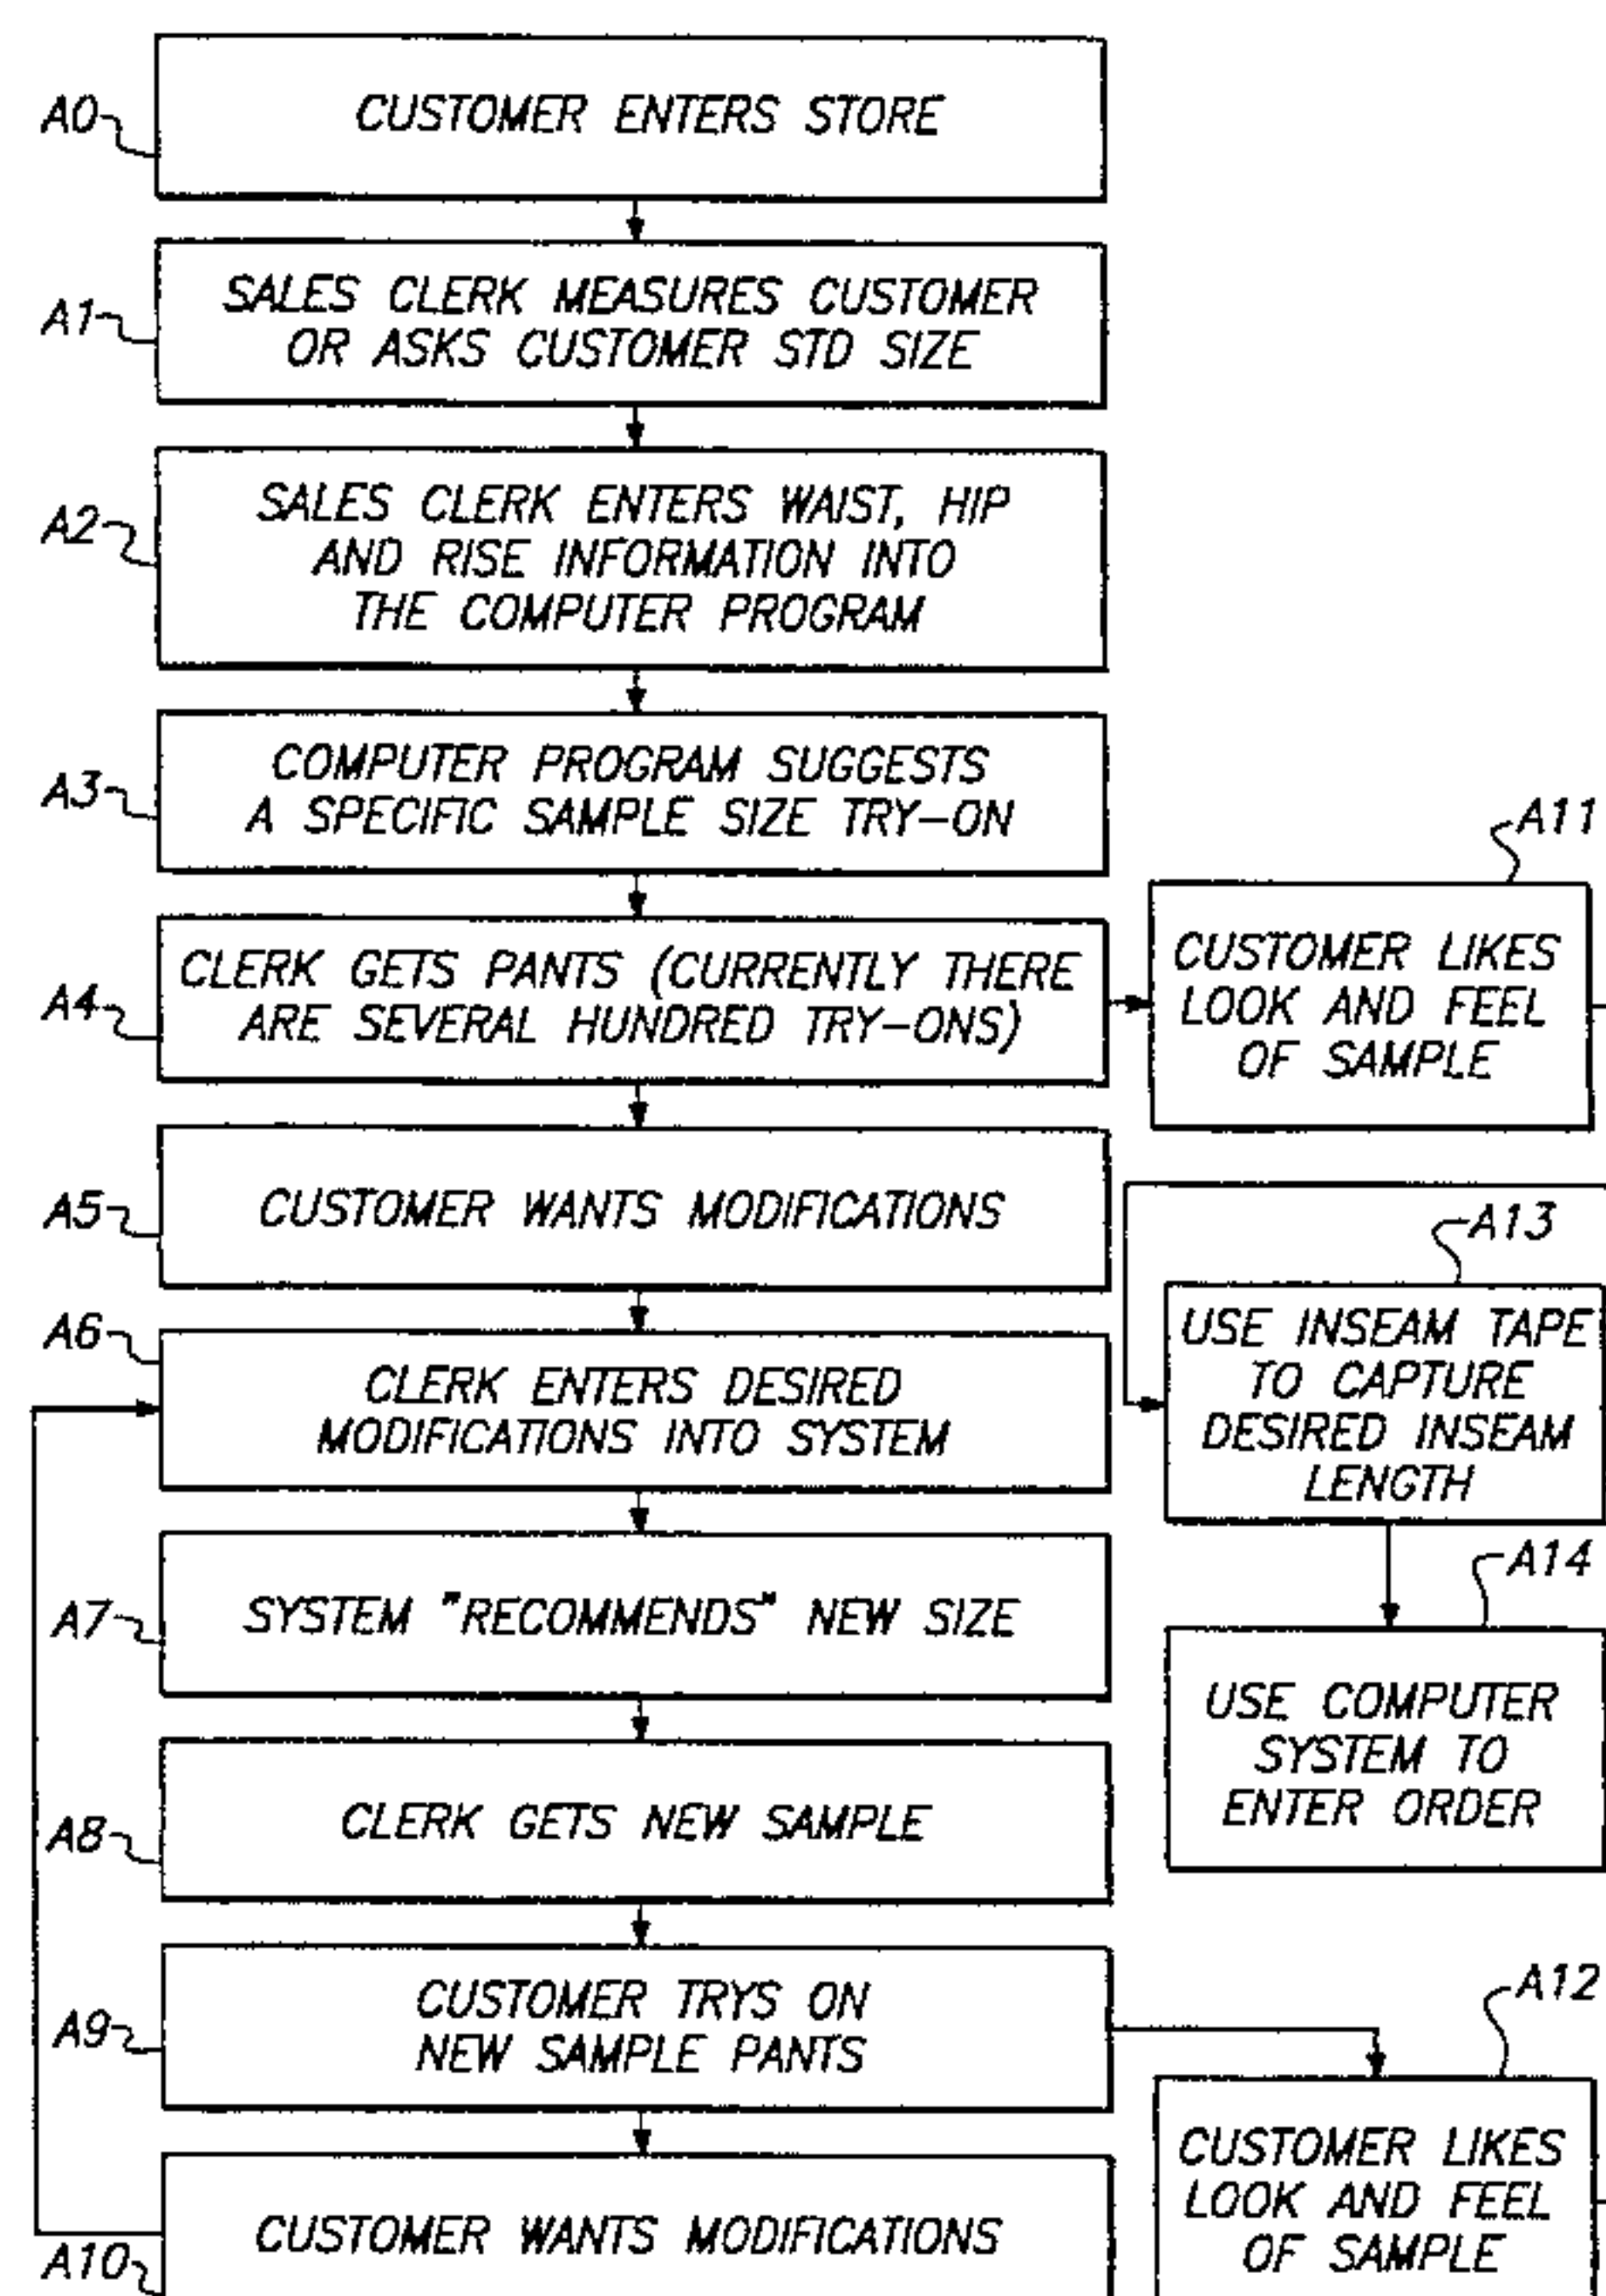 A0
CUSTOMER ENTERS STORE
A1
SALES CLERK MEASURES CUSTOMER
OR ASKS CUSTOMER STD SIZE
A2
SALES CLERK ENTERS WAIST, HIP
AND RISE INFORMATION INTO
THE COMPUTER PROGRAM
A3
COMPUTER PROGRAM SUGGESTS
A SPECIFIC SAMPLE SIZE TRY-ON
A4
CLERK GETS PANTS (CURRENTLY THERE
ARE SEVERAL HUNDRED TRY-ONS)
A11
CUSTOMER LIKES
LOOK AND FEEL
OF SAMPLE
A5
CUSTOMER WANTS MODIFICATIONS
A6
CLERK ENTERS DESIRED
MODIFICATIONS INTO SYSTEM
A13
USE INSEAM TAPE
TO CAPTURE
DESIRED INSEAM
LENGTH
A7
SYSTEM "RECOMMENDS" NEW SIZE
A14
USE COMPUTER
SYSTEM TO
ENTER ORDER
A8
CLERK GETS NEW SAMPLE
A9
CUSTOMER TRYS ON
NEW SAMPLE PANTS
A12
CUSTOMER LIKES
LOOK AND FEEL
OF SAMPLE
A10
CUSTOMER WANTS MODIFICATIONS